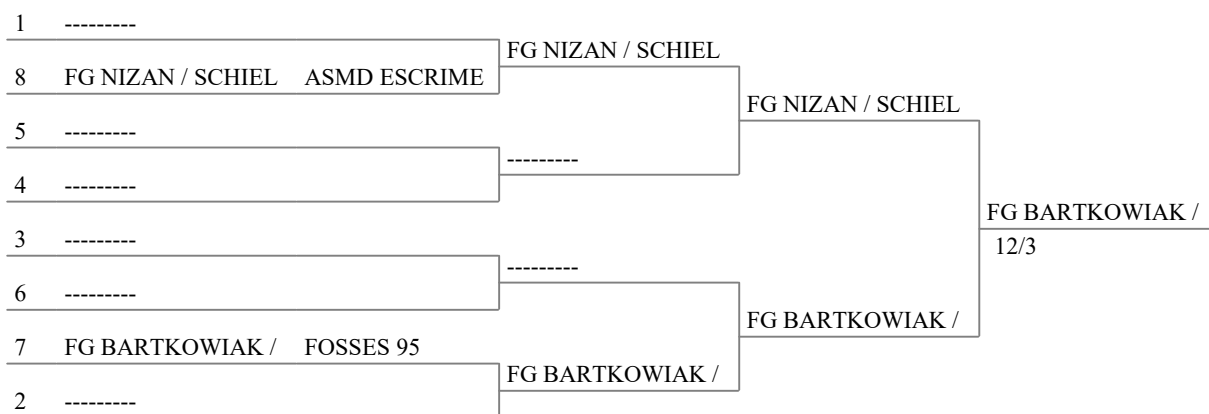 1 ---------
FG NIZAN / SCHIEL
8 FG NIZAN / SCHIEL ASMD ESCRIME
FG NIZAN / SCHIEL
5 ---------
---------
4 ---------
FG BARTKOWIAK /
3 ---------
12/3
---------
6 ---------
FG BARTKOWIAK /
7 FG BARTKOWIAK / FOSSES 95
FG BARTKOWIAK /
2 ---------